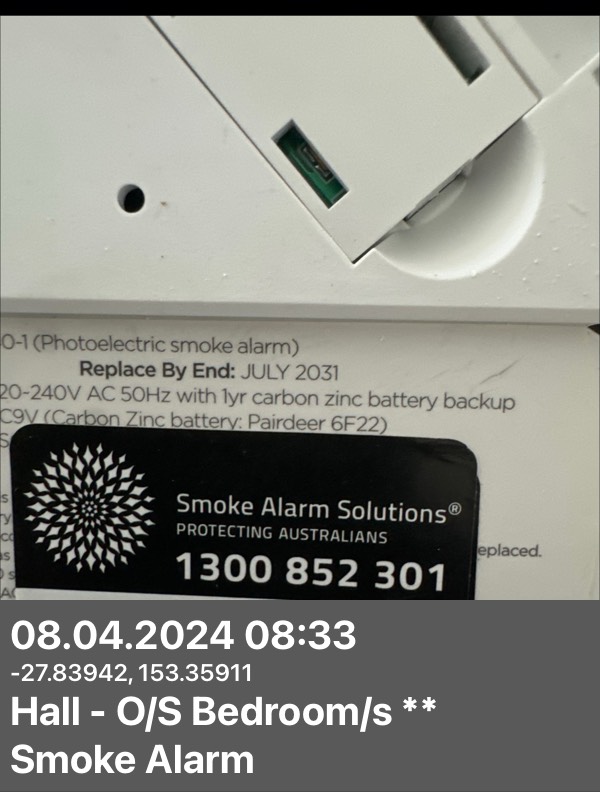 0-1 (Photoelectric smoke alarm)
Replace By End: JULY 2031
20-240V AC 50Hz with 1yr carbon zinc battery backup
C9V (Carbon Zinc battery: Pairdeer 6F22)
Smoke Alarm Solutions®
PROTECTING AUSTRALIANS
eplaced.
1300 852 301
08.04.2024 08:33
-27.83942, 153.35911
Hall - O/S Bedroom/s **
Smoke Alarm